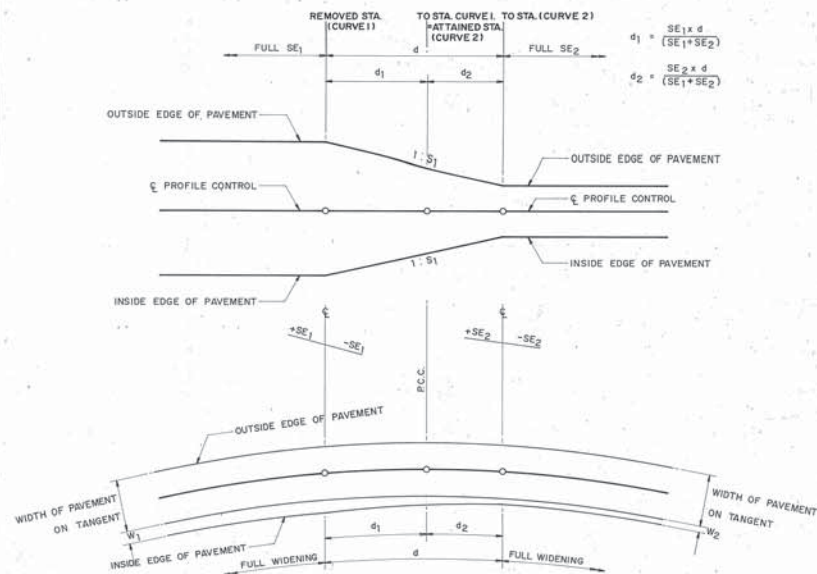 REMOVED STA.
(CURVE 1)
TO STA. CURVE 1.
=ATTAINED STA.
(CURVE 2)
TO STA. (CURVE 2)
FULL SE₁
d
FULL SE₂
d₁
d₂
d₁ = SE₁ x d / (SE₁+SE₂)
d₂ = SE₂ x d / (SE₁+SE₂)
OUTSIDE EDGE OF PAVEMENT
1 : S₁
OUTSIDE EDGE OF PAVEMENT
℄ PROFILE CONTROL
℄ PROFILE CONTROL
1 : S₁
INSIDE EDGE OF PAVEMENT
INSIDE EDGE OF PAVEMENT
℄
℄
+SE₁
-SE₁
P.C.C.
+SE₂
-SE₂
OUTSIDE EDGE OF PAVEMENT
WIDTH OF PAVEMENT
ON TANGENT
WIDTH OF PAVEMENT
ON TANGENT
W₁
W₂
INSIDE EDGE OF PAVEMENT
d₁
d₂
FULL WIDENING
d
FULL WIDENING